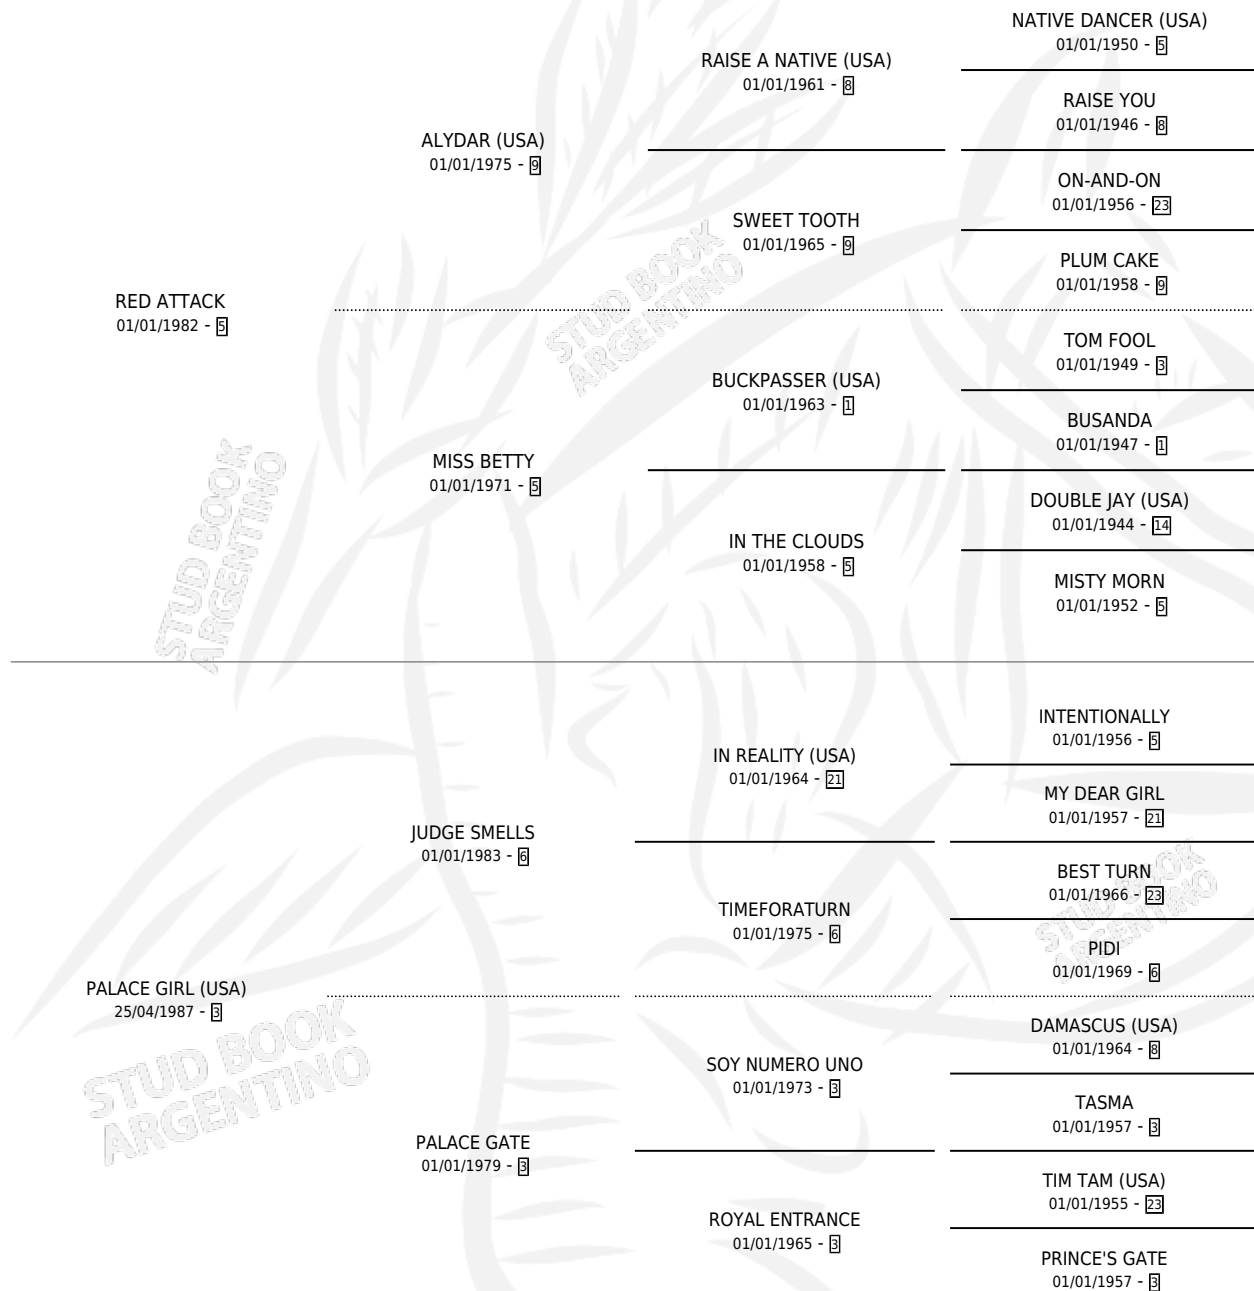 NATIVE DANCER (USA)
01/01/1950 - 5
RAISE A NATIVE (USA)
01/01/1961 - 8
RAISE YOU
01/01/1946 - 8
ALYDAR (USA)
01/01/1975 - 9
ON-AND-ON
01/01/1956 - 23
SWEET TOOTH
01/01/1965 - 9
PLUM CAKE
01/01/1958 - 9
RED ATTACK
01/01/1982 - 5
TOM FOOL
01/01/1949 - 3
BUCKPASSER (USA)
01/01/1963 - 1
BUSANDA
01/01/1947 - 1
MISS BETTY
01/01/1971 - 5
DOUBLE JAY (USA)
01/01/1944 - 14
IN THE CLOUDS
01/01/1958 - 5
MISTY MORN
01/01/1952 - 5
INTENTIONALLY
01/01/1956 - 5
IN REALITY (USA)
01/01/1964 - 21
MY DEAR GIRL
01/01/1957 - 21
JUDGE SMELLS
01/01/1983 - 6
BEST TURN
01/01/1966 - 23
TIMEFORATURN
01/01/1975 - 6
PIDI
01/01/1969 - 6
PALACE GIRL (USA)
25/04/1987 - 3
DAMASCUS (USA)
01/01/1964 - 8
SOY NUMERO UNO
01/01/1973 - 3
TASMA
01/01/1957 - 3
PALACE GATE
01/01/1979 - 3
TIM TAM (USA)
01/01/1955 - 23
ROYAL ENTRANCE
01/01/1965 - 3
PRINCE'S GATE
01/01/1957 - 3
STUD BOOK
ARGENTINO
STUD BOOK
ARGENTINO
STUD BOOK
ARGENTINO
STUD BOOK
ARGENTINO